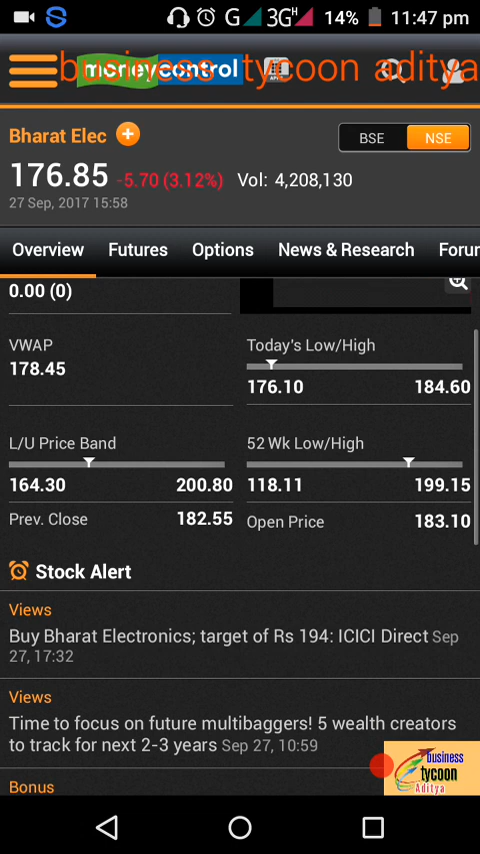 G 3G H 14% 11:47 pm
business tycoon aditya
moneycontrol
Bharat Elec +
BSE NSE
176.85 -5.70 (3.12%) Vol: 4,208,130
27 Sep, 2017 15:58
Overview Futures Options News & Research Forun
0.00 (0)
VWAP
178.45
Today's Low/High
176.10 184.60
L/U Price Band
164.30 200.80
52 Wk Low/High
118.11 199.15
Prev. Close 182.55
Open Price 183.10
Stock Alert
Views
Buy Bharat Electronics; target of Rs 194: ICICI Direct Sep
27, 17:32
Views
Time to focus on future multibaggers! 5 wealth creators
to track for next 2-3 years Sep 27, 10:59
Bonus
business
tycoon
Aditya